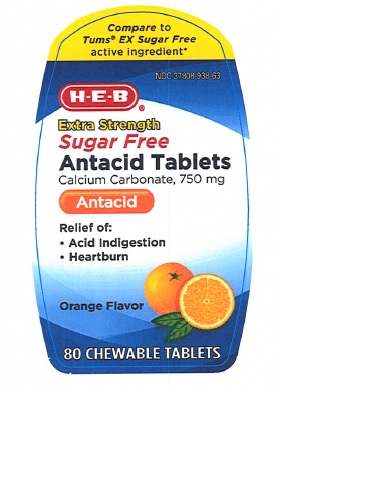 Compare to
Tums® EX Sugar Free
active ingredient*
NDC 37808-938-63
H-E-B®
Extra Strength
Sugar Free
Antacid Tablets
Calcium Carbonate, 750 mg
Antacid
Relief of:
• Acid Indigestion
• Heartburn
Orange Flavor
80 CHEWABLE TABLETS